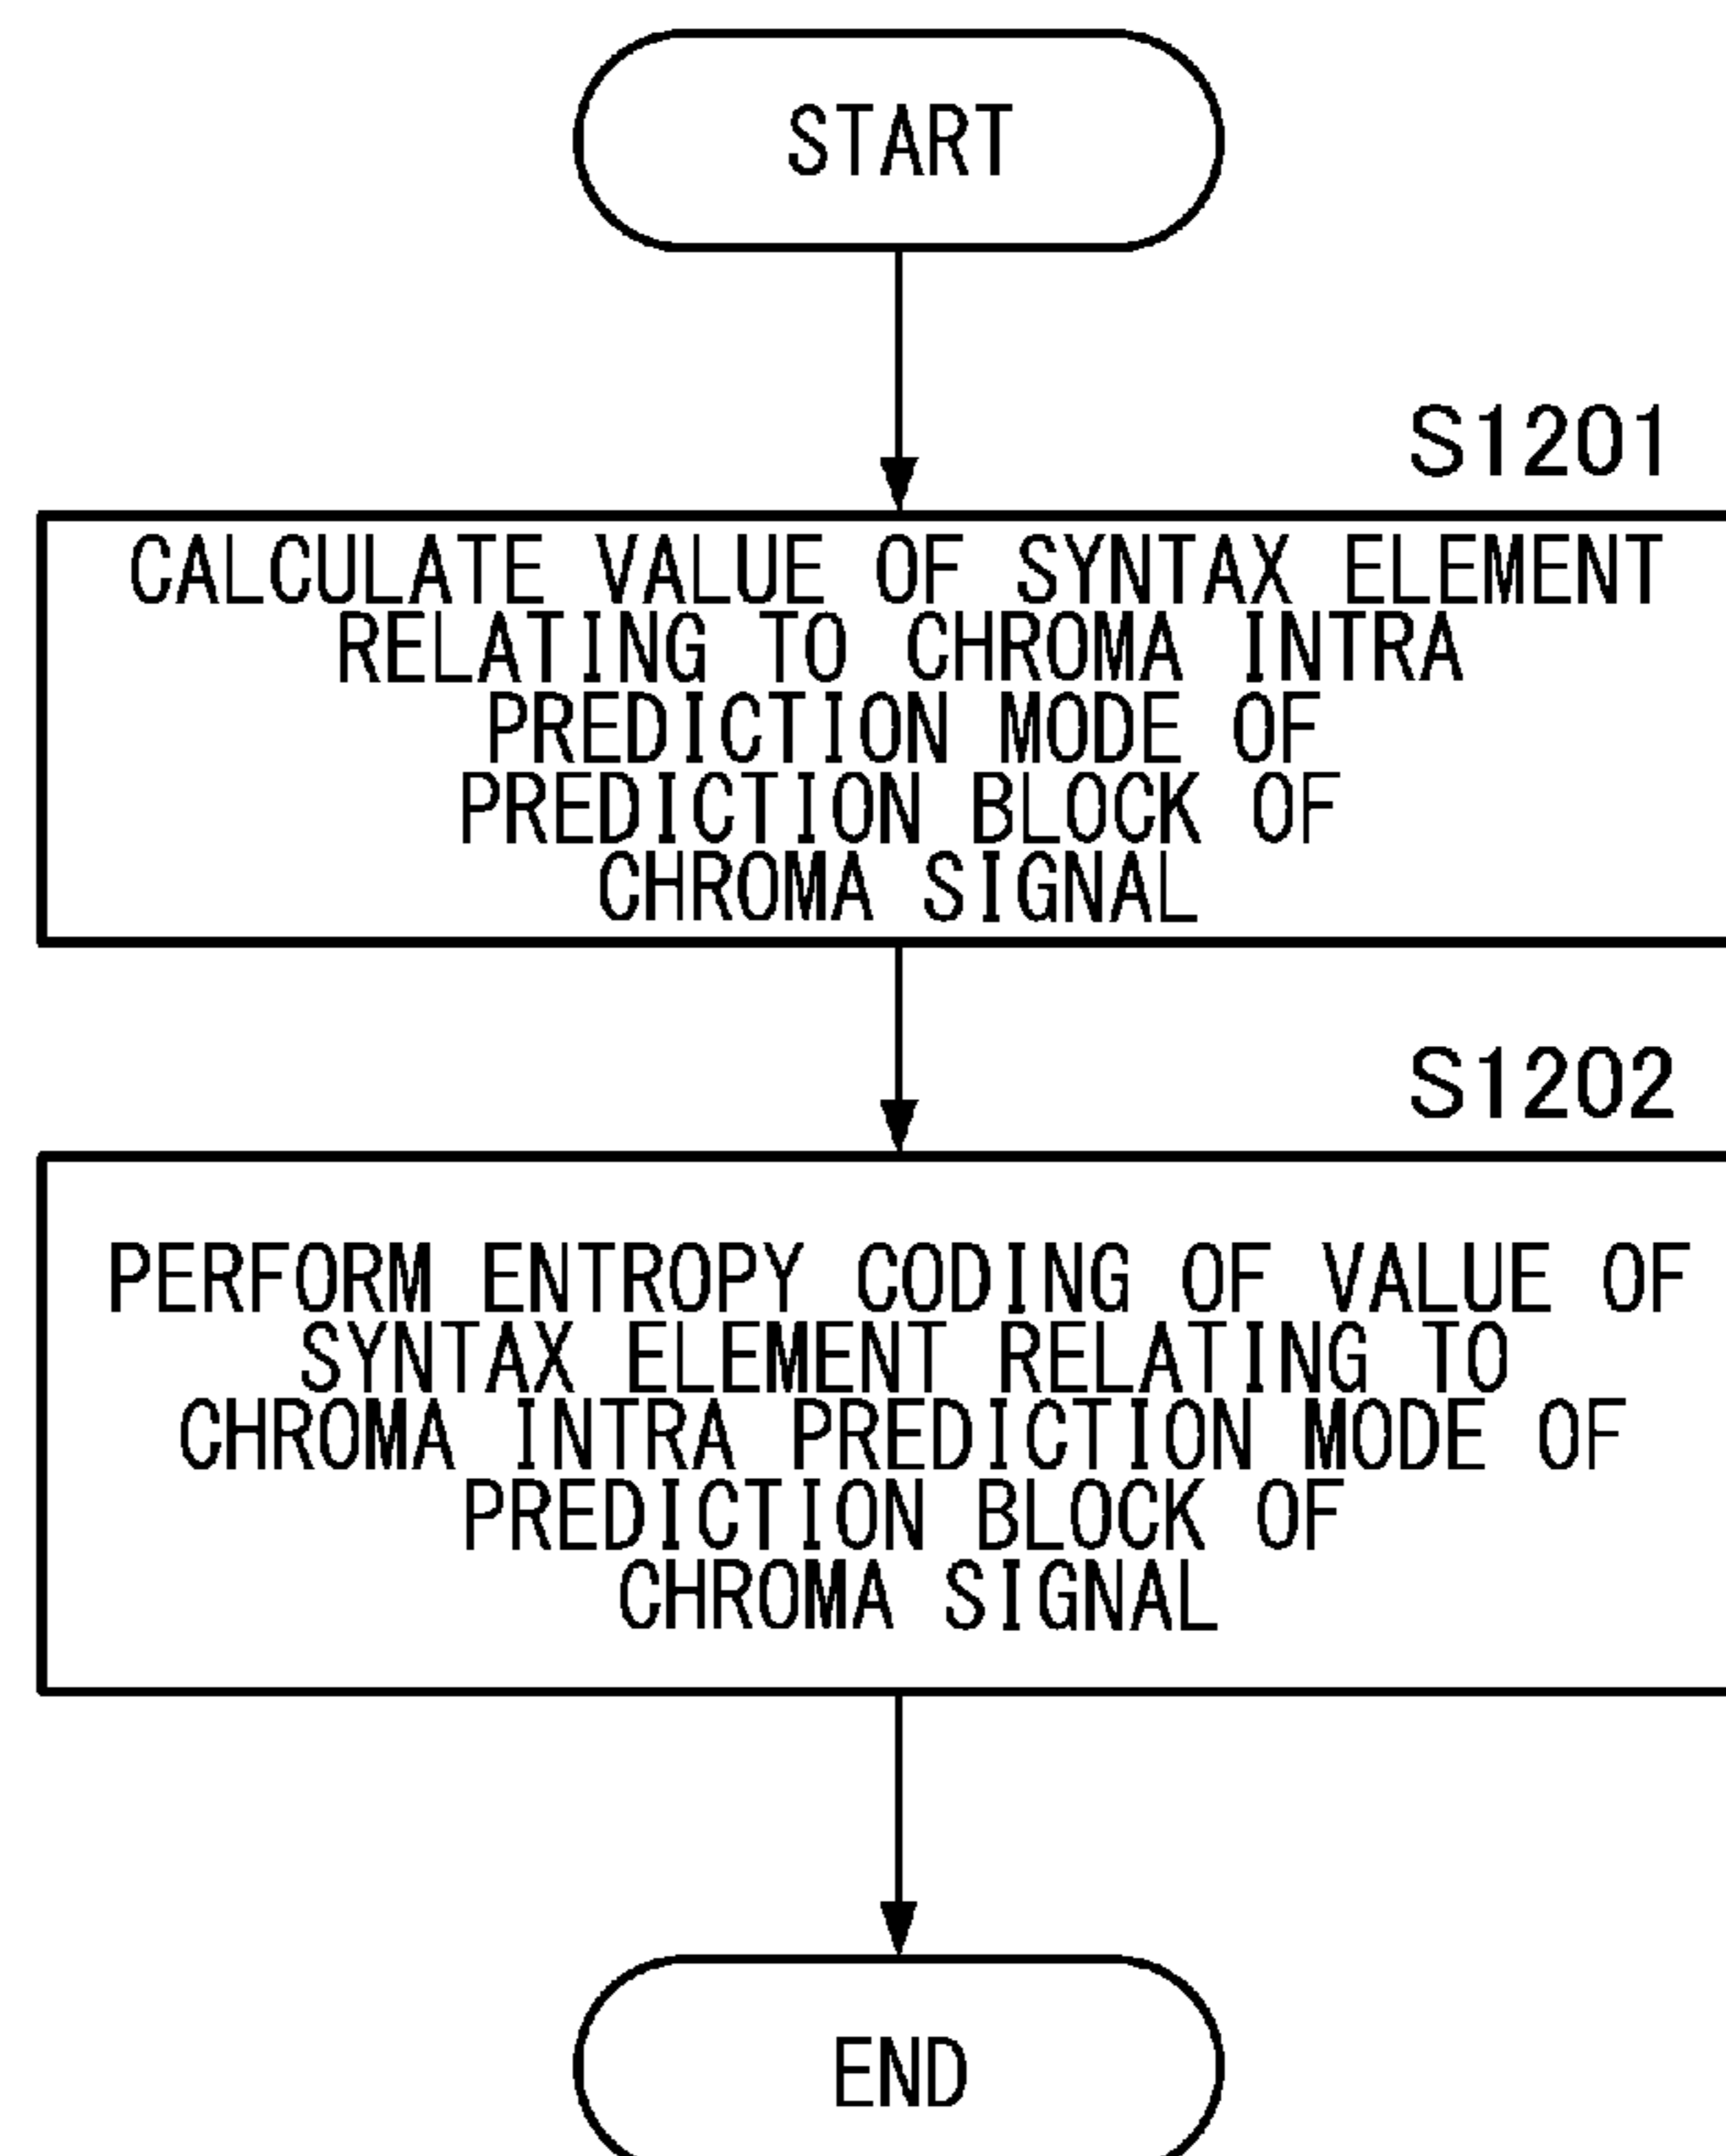 START
S1201
CALCULATE VALUE OF SYNTAX ELEMENT
RELATING TO CHROMA INTRA
PREDICTION MODE OF
PREDICTION BLOCK OF
CHROMA SIGNAL
S1202
PERFORM ENTROPY CODING OF VALUE OF
SYNTAX ELEMENT RELATING TO
CHROMA INTRA PREDICTION MODE OF
PREDICTION BLOCK OF
CHROMA SIGNAL
END